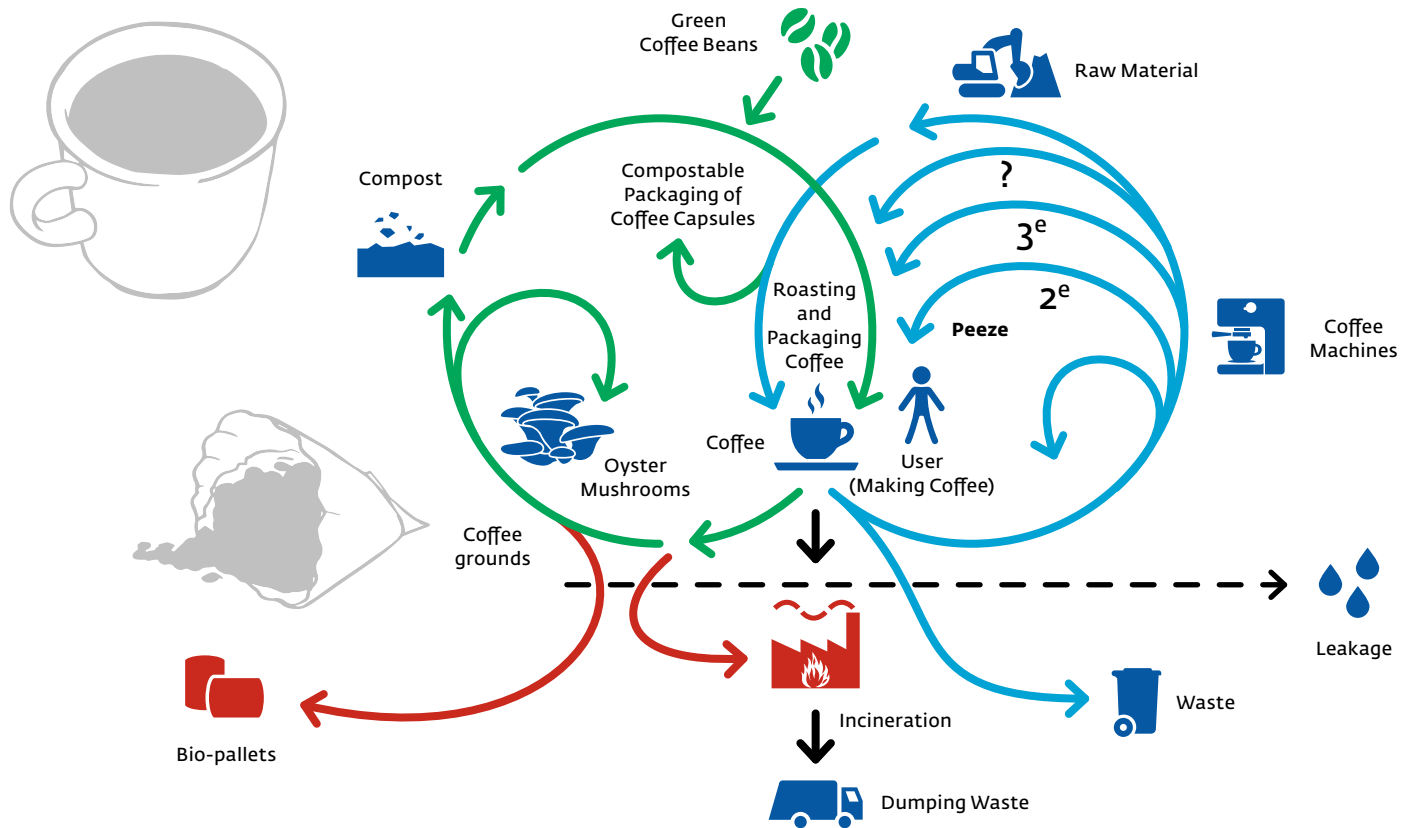 Green
Coffee Beans
Raw Material
Compost
Compostable
Packaging of
Coffee Capsules
?
3e
2e
Roasting
and
Packaging
Coffee
Peeze
Coffee
Machines
Coffee
User
(Making Coffee)
Oyster
Mushrooms
Coffee
grounds
Leakage
Waste
Incineration
Bio-pallets
Dumping Waste